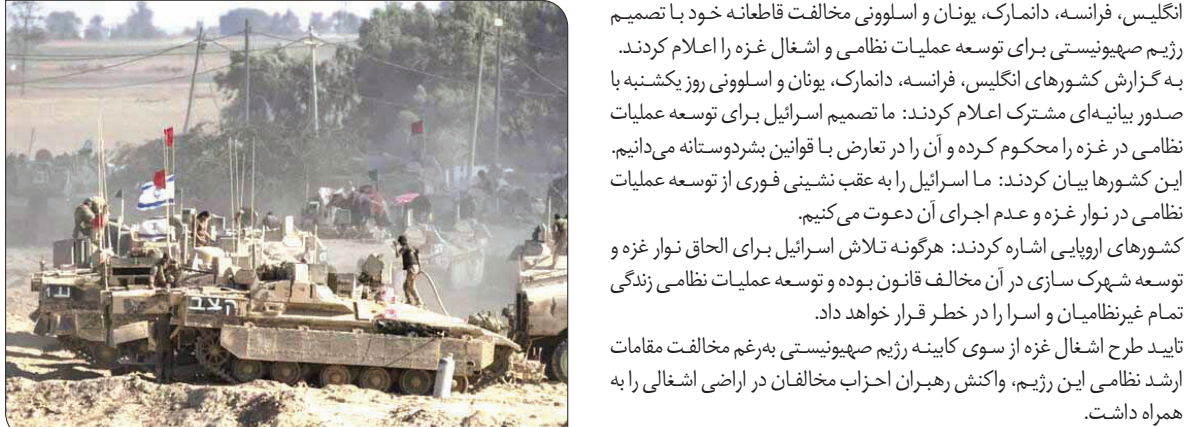 انگلیس، فرانسه، دانمارک، یونان و اسلوونی مخالفت قاطعانه خود با تصمیم
رژیم صهیونیستی برای توسعه عملیات نظامی و اشغال غزه را اعلام کردند.
به گزارش کشورهای انگلیس، فرانسه، دانمارک، یونان و اسلوونی روز یکشنبه با
صدور بیانیه‌ای مشترک اعلام کردند: ما تصمیم اسرائیل برای توسعه عملیات
نظامی در غزه را محکوم کرده و آن را در تعارض با قوانین بشردوستانه می‌دانیم.
این کشورها بیان کردند: ما اسرائیل را به عقب نشینی فوری از توسعه عملیات
نظامی در نوار غزه و عدم اجرای آن دعوت می‌کنیم.
کشورهای اروپایی اشاره کردند: هرگونه تلاش اسرائیل برای الحاق نوار غزه و
توسعه شهرک سازی در آن مخالف قانون بوده و توسعه عملیات نظامی زندگی
تمام غیرنظامیان و اسرا را در خطر قرار خواهد داد.
تایید طرح اشغال غزه از سوی کابینه رژیم صهیونیستی به‌رغم مخالفت مقامات
ارشد نظامی این رژیم، واکنش رهبران احزاب مخالفان در اراضی اشغالی را به
همراه داشت.